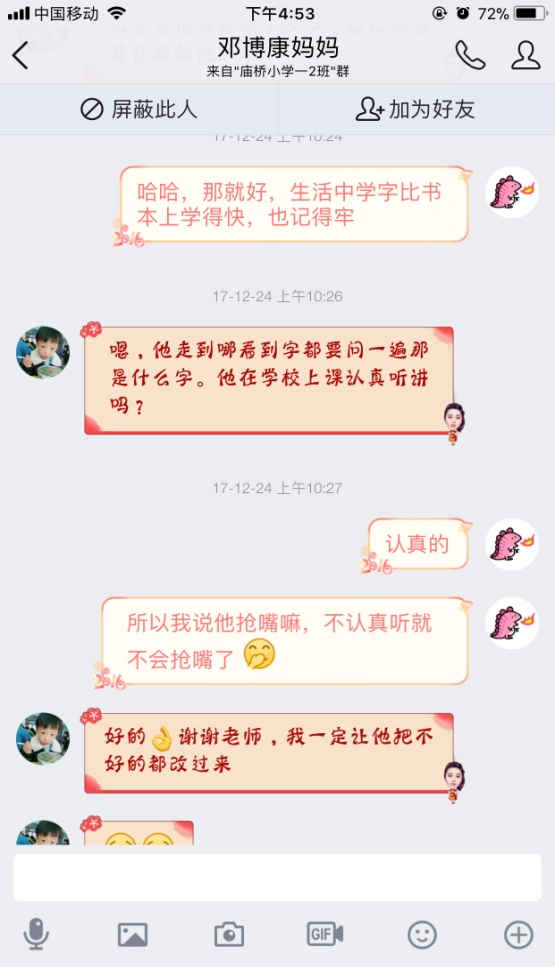 中国移动
下午4:53
72%
邓博康妈妈
来自"庙桥小学一2班"群
屏蔽此人
加为好友
17-12-24 上午10:24
哈哈，那就好，生活中学字比书
本上学得快，也记得牢
2016
17-12-24 上午10:26
嗯，他走到哪看到字都要问一遍那
是什么字。他在学校上课认真听讲
吗？
17-12-24 上午10:27
认真的
2016
所以我说他抢嘴嘛，不认真听就
不会抢嘴了
2016
好的👌谢谢老师，我一定让他把不
好的都改过来
GIF